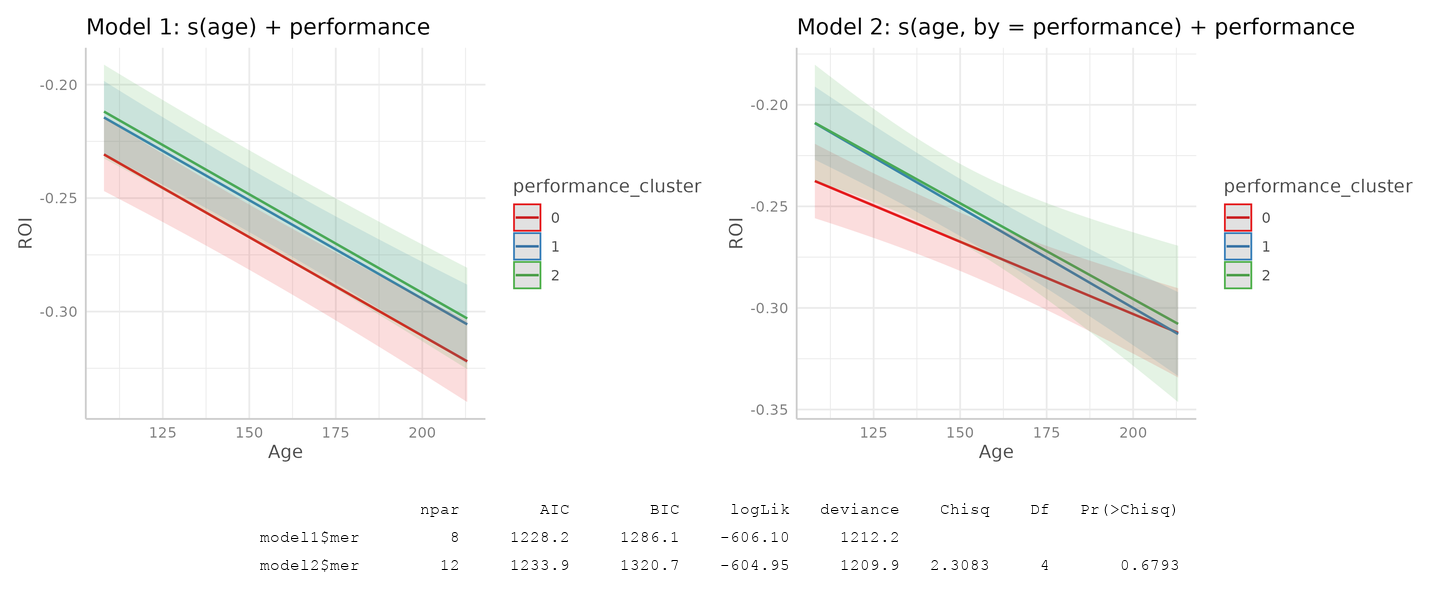 Model 1: s(age) + performance
-0.20
-0.25
-0.30
ROI
125 150 175 200
Age
performance_cluster
0
1
2
Model 2: s(age, by = performance) + performance
-0.20
-0.25
-0.30
-0.35
ROI
125 150 175 200
Age
performance_cluster
0
1
2
npar AIC BIC logLik deviance Chisq Df Pr(>Chisq)
model1$mer 8 1228.2 1286.1 -606.10 1212.2
model2$mer 12 1233.9 1320.7 -604.95 1209.9 2.3083 4 0.6793